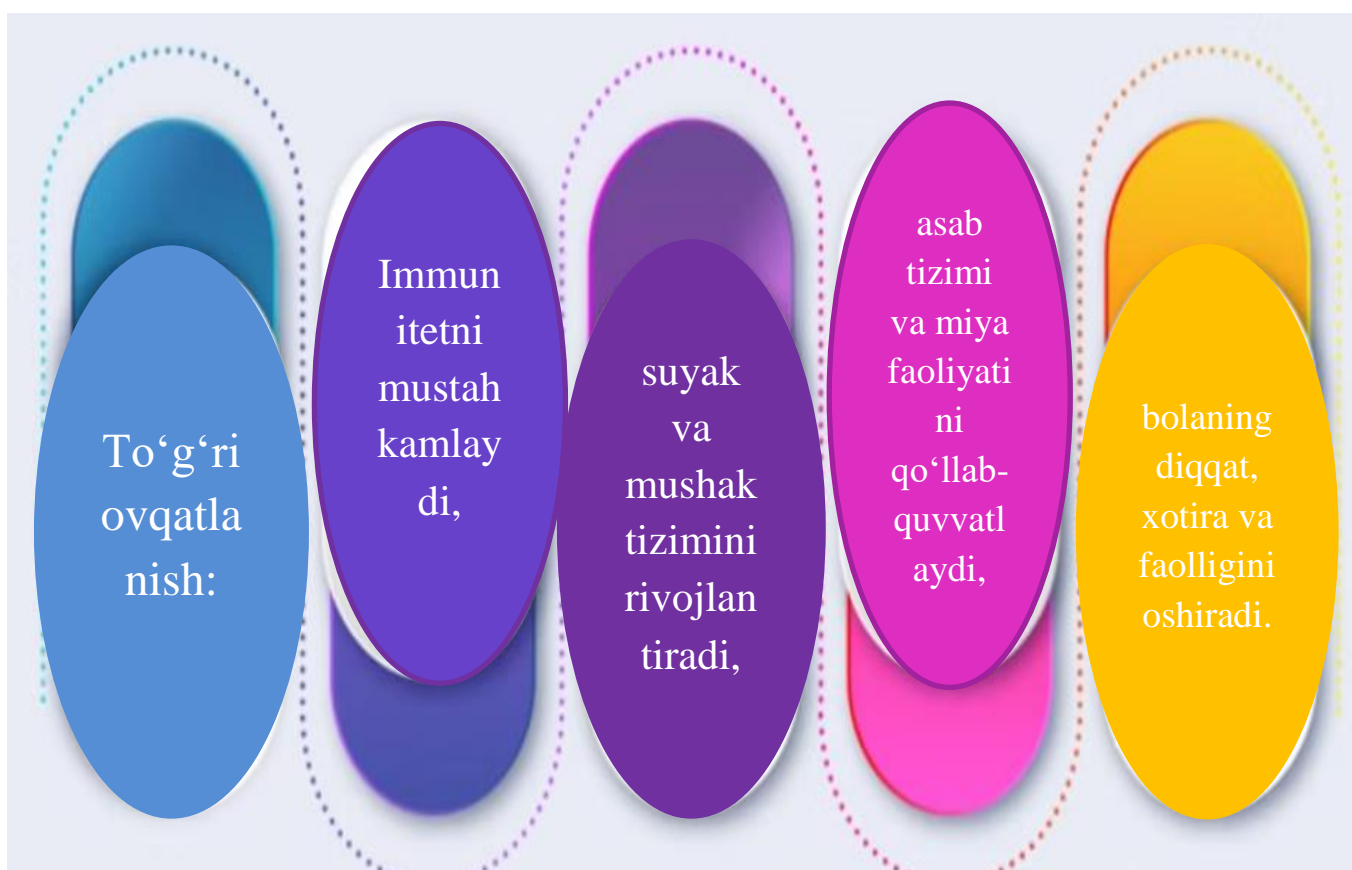 To‘g‘ri
ovqatla
nish:
Immun
itetni
mustah
kamlay
di,
suyak
va
mushak
tizimini
rivojlan
tiradi,
asab
tizimi
va miya
faoliyati
ni
qo‘llab-
quvvatl
aydi,
bolaning
diqqat,
xotira va
faolligini
oshiradi.